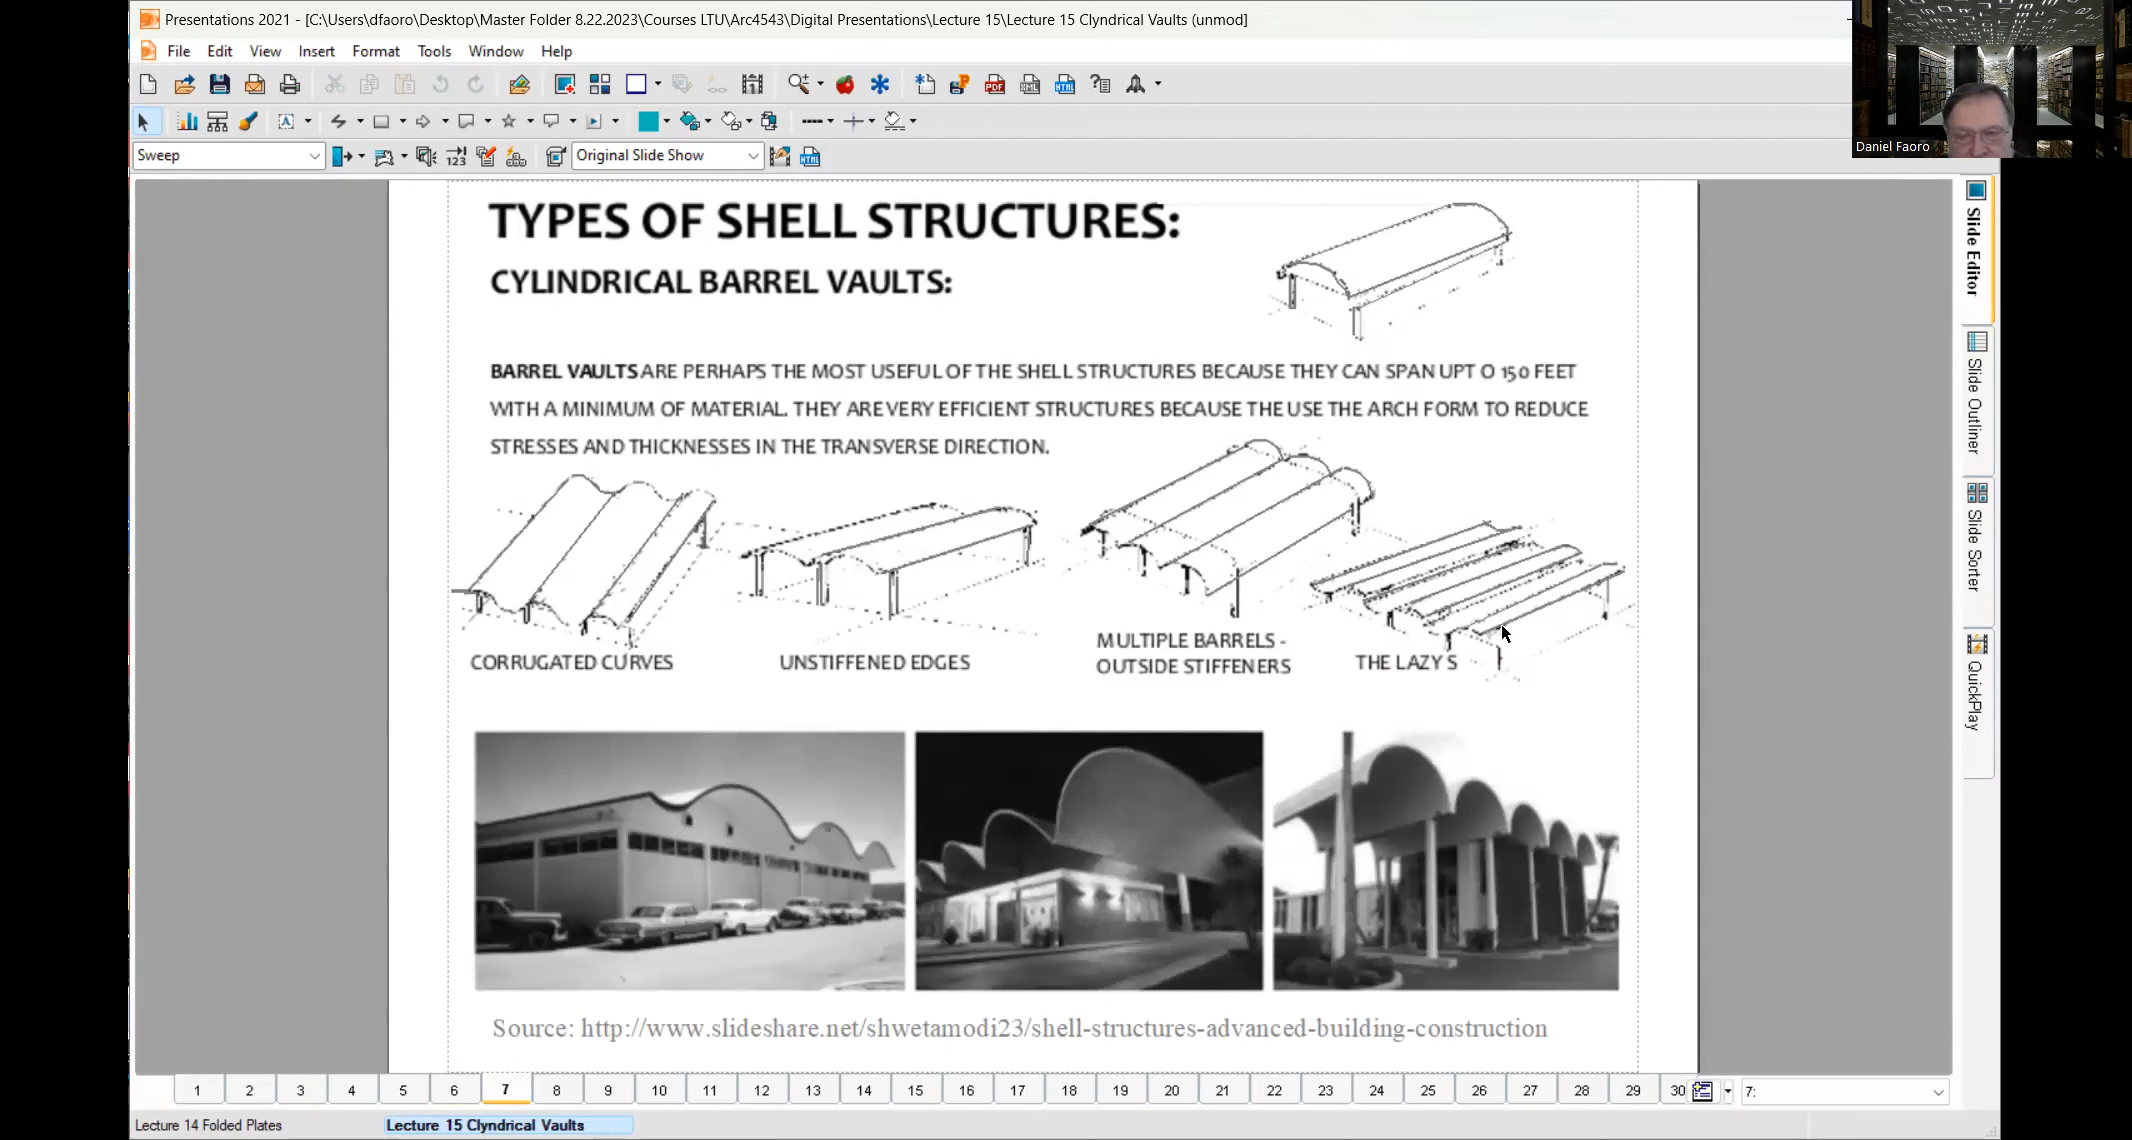 Presentations 2021 - [C:\Users\dfaoro\Desktop\Master Folder 8.22.2023\Courses LTU\Arc4543\Digital Presentations\Lecture 15\Lecture 15 Clyndrical Vaults (unmod]
File Edit View Insert Format Tools Window Help
Sweep
123
Original Slide Show
HTML
Daniel Faoro
TYPES OF SHELL STRUCTURES:
CYLINDRICAL BARREL VAULTS:
BARREL VAULTS ARE PERHAPS THE MOST USEFUL OF THE SHELL STRUCTURES BECAUSE THEY CAN SPAN UPT O 150 FEET
WITH A MINIMUM OF MATERIAL. THEY ARE VERY EFFICIENT STRUCTURES BECAUSE THE USE THE ARCH FORM TO REDUCE
STRESSES AND THICKNESSES IN THE TRANSVERSE DIRECTION.
CORRUGATED CURVES
UNSTIFFENED EDGES
MULTIPLE BARRELS -
OUTSIDE STIFFENERS
THE LAZY S
Source: http://www.slideshare.net/shwetamodi23/shell-structures-advanced-building-construction
Slide Editor
Slide Outliner
Slide Sorter
QuickPlay
1 2 3 4 5 6 7 8 9 10 11 12 13 14 15 16 17 18 19 20 21 22 23 24 25 26 27 28 29 30 7:
Lecture 14 Folded Plates Lecture 15 Clyndrical Vaults